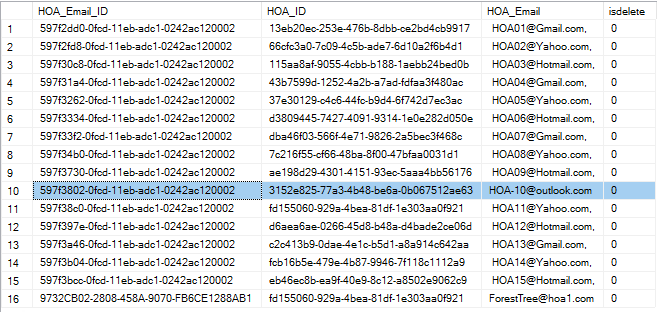 HOA_Email_ID HOA_ID HOA_Email isdelete
1 597f2dd0-0fcd-11eb-adc1-0242ac120002 13eb20ec-253e-476b-8dbb-ce2bd4cb9917 HOA01@Gmail.com, 0
2 597f2fd8-0fcd-11eb-adc1-0242ac120002 66cfc3a0-7c09-4c5b-ade7-6d10a2f6b4d1 HOA02@Yahoo.com, 0
3 597f30c8-0fcd-11eb-adc1-0242ac120002 115aa8af-9055-4cbb-b188-1aebb24bed0b HOA03@Hotmail.com, 0
4 597f31a4-0fcd-11eb-adc1-0242ac120002 43b7599d-1252-4a2b-a7ad-fdfaa3f480ac HOA04@Gmail.com, 0
5 597f3262-0fcd-11eb-adc1-0242ac120002 37e30129-c4c6-44fc-b9d4-6f742d7ec3ac HOA05@Yahoo.com, 0
6 597f3334-0fcd-11eb-adc1-0242ac120002 d3809445-7427-4091-9314-1e0e282d050e HOA06@Hotmail.com, 0
7 597f33f2-0fcd-11eb-adc1-0242ac120002 dba46f03-566f-4e71-9826-2a5bec3f468c HOA07@Gmail.com, 0
8 597f34b0-0fcd-11eb-adc1-0242ac120002 7c216f55-cf66-48ba-8f00-47bfaa0031d1 HOA08@Yahoo.com, 0
9 597f3730-0fcd-11eb-adc1-0242ac120002 ae198d29-4301-4151-93ec-5aaa4bb56176 HOA09@Hotmail.com, 0
10 597f3802-0fcd-11eb-adc1-0242ac120002 3152e825-77a3-4b48-be6a-0b067512ae63 HOA-10@outlook.com 0
11 597f38c0-0fcd-11eb-adc1-0242ac120002 fd155060-929a-4bea-81df-1e303aa0f921 HOA11@Yahoo.com, 0
12 597f397e-0fcd-11eb-adc1-0242ac120002 d6aea6ae-0266-45d8-b48a-d4bade2ce06d HOA12@Hotmail.com, 0
13 597f3a46-0fcd-11eb-adc1-0242ac120002 c2c413b9-0dae-4e1c-b5d1-a8a914c642aa HOA13@Gmail.com, 0
14 597f3b04-0fcd-11eb-adc1-0242ac120002 fcb16b5e-479e-4b87-9946-7f118c1112a9 HOA14@Yahoo.com, 0
15 597f3bcc-0fcd-11eb-adc1-0242ac120002 eb46ec8b-ea9f-40e9-8c12-a8502e9062c9 HOA15@Hotmail.com, 0
16 9732CB02-2808-458A-9070-FB6CE1288AB1 fd155060-929a-4bea-81df-1e303aa0f921 ForestTree@hoa1.com 0